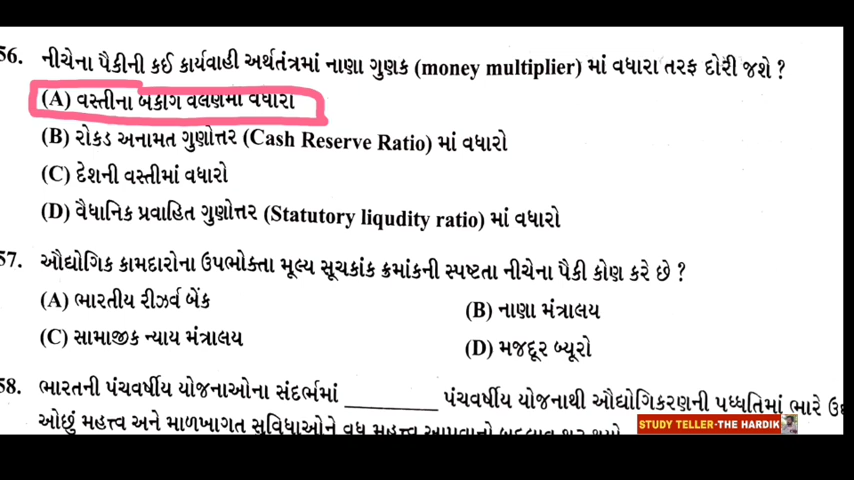 56. નીચેના પૈકીની કઈ કાર્યવાહી અર્થતંત્રમાં નાણા ગુણક (money multiplier) માં વધારા તરફ દોરી જશે ?
(A) વસ્તીના બેંકીંગ વલણમાં વધારો
(B) રોકડ અનામત ગુણોત્તર (Cash Reserve Ratio) માં વધારો
(C) દેશની વસ્તીમાં વધારો
(D) વૈધાનિક પ્રવાહિત ગુણોત્તર (Statutory liqudity ratio) માં વધારો
57. ઔદ્યોગિક કામદારોના ઉપભોક્તા મૂલ્ય સૂચકાંક ક્રમાંકની સ્પષ્ટતા નીચેના પૈકી કોણ કરે છે ?
(A) ભારતીય રીઝર્વ બેંક
(B) નાણા મંત્રાલય
(C) સામાજીક ન્યાય મંત્રાલય
(D) મજદૂર બ્યૂરો
58. ભારતની પંચવર્ષીય યોજનાઓના સંદર્ભમાં ________ પંચવર્ષીય યોજનાથી ઔદ્યોગિકરણની પધ્ધતિમાં ભારે
ઓછું મહત્ત્વ અને માળખાગત સુવિધાઓને વધુ મહત્ત્વ
STUDY TELLER-THE HARDIK